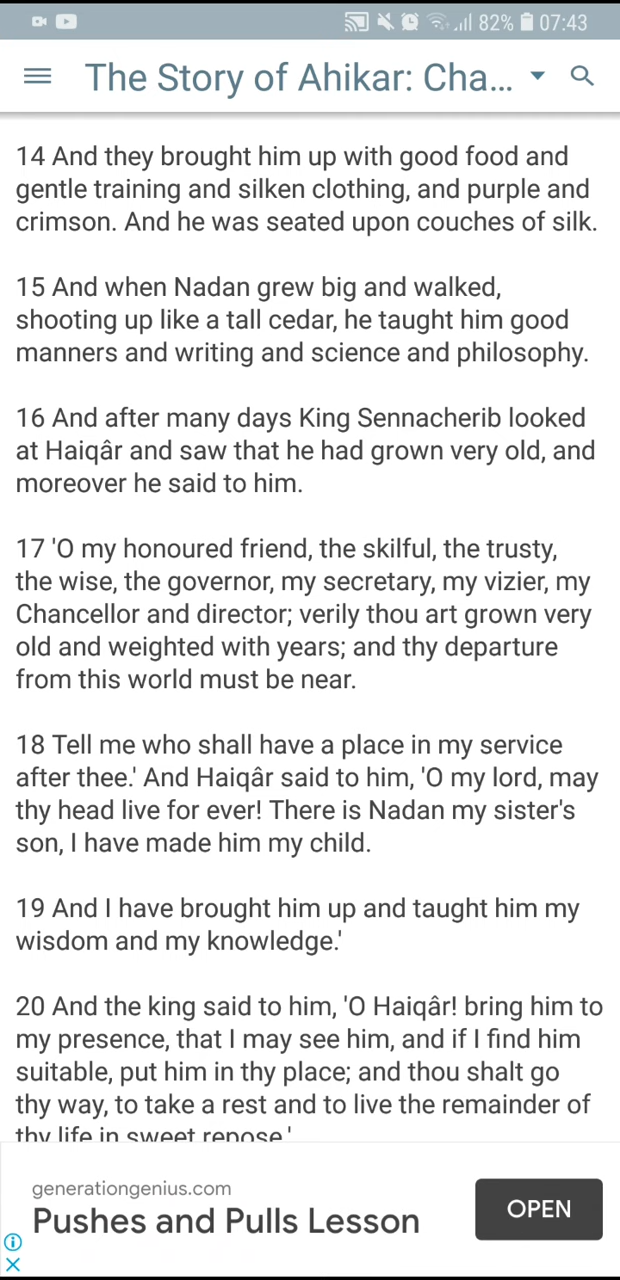 82% 07:43
The Story of Ahikar: Cha...
14 And they brought him up with good food and
gentle training and silken clothing, and purple and
crimson. And he was seated upon couches of silk.
15 And when Nadan grew big and walked,
shooting up like a tall cedar, he taught him good
manners and writing and science and philosophy.
16 And after many days King Sennacherib looked
at Haiqâr and saw that he had grown very old, and
moreover he said to him.
17 'O my honoured friend, the skilful, the trusty,
the wise, the governor, my secretary, my vizier, my
Chancellor and director; verily thou art grown very
old and weighted with years; and thy departure
from this world must be near.
18 Tell me who shall have a place in my service
after thee.' And Haiqâr said to him, 'O my lord, may
thy head live for ever! There is Nadan my sister's
son, I have made him my child.
19 And I have brought him up and taught him my
wisdom and my knowledge.'
20 And the king said to him, 'O Haiqâr! bring him to
my presence, that I may see him, and if I find him
suitable, put him in thy place; and thou shalt go
thy way, to take a rest and to live the remainder of
thy life in sweet repose.'
generationgenius.com
Pushes and Pulls Lesson
OPEN